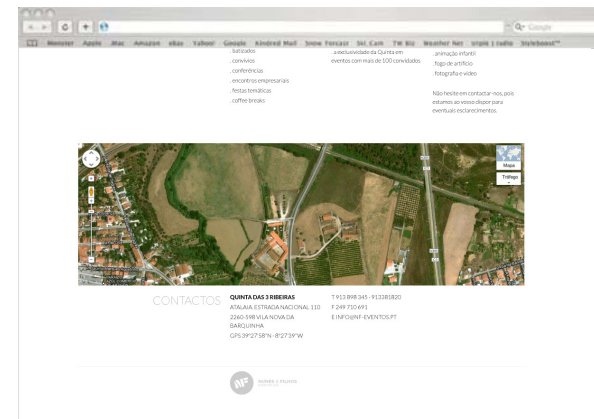 Google
Monster Apple .Mac Amazon eBay Yahoo! Google Kindred Mail Snow Forcast Ski Cam TW Biz Weather Net
. batizados
. convívios
. conferências
. encontros empresariais
. festas temáticas
. coffee breaks
. a exclusividade da Quinta em
eventos com mais de 100 convidados
. animação infantil
. fogo de artifício
. fotografia e vídeo
Não hesite em contactar-nos, pois
estamos ao vosso dispor para
eventuais esclarecimentos.
Mapa
Tráfego
CONTACTOS
QUINTA DAS 3 RIBEIRAS
ATALAIA, ESTRADA NACIONAL 110
2260-598 VILA NOVA DA
BARQUINHA
GPS 39°27'58"N - 8°27'39"W
T 913 898 345 - 913381820
F 249 710 691
E INFO@NF-EVENTOS.PT
NF